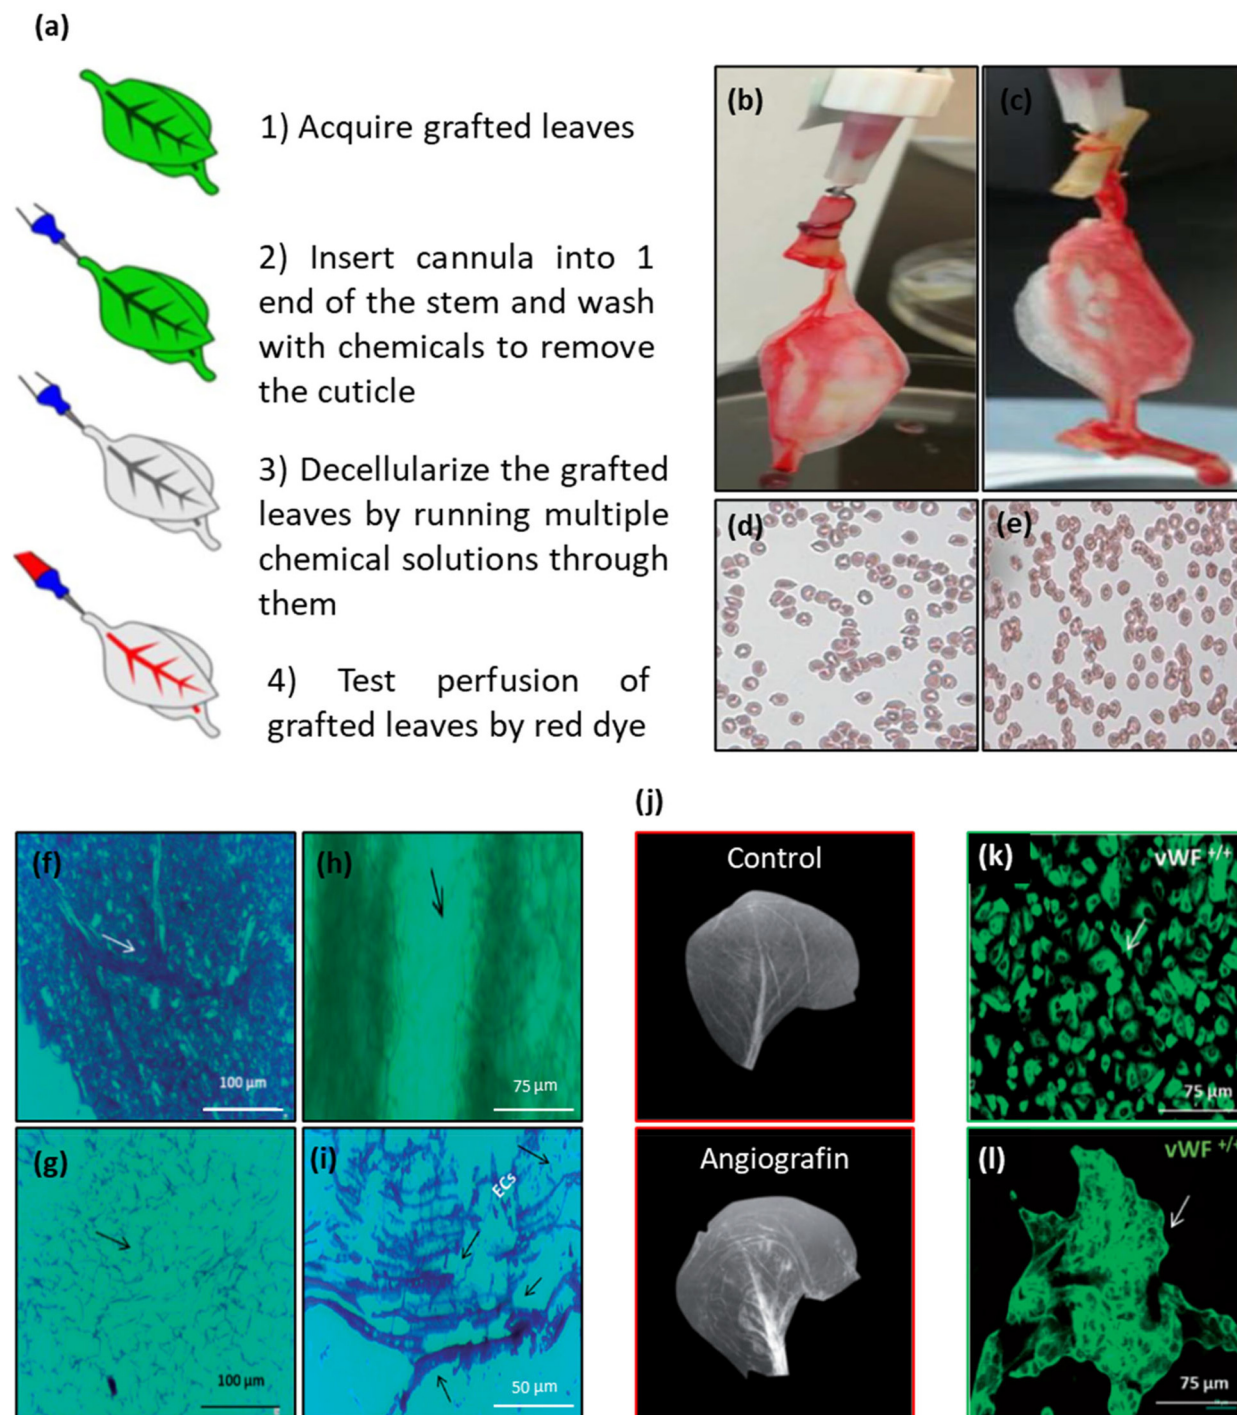 (a)
1) Acquire grafted leaves
2) Insert cannula into 1
end of the stem and wash
with chemicals to remove
the cuticle
3) Decellularize the grafted
leaves by running multiple
chemical solutions through
them
4) Test perfusion of
grafted leaves by red dye
(b)
(c)
(d)
(e)
(f)
100 µm
(h)
75 µm
(g)
100 µm
(i)
ECs
50 µm
(j)
Control
Angiografin
(k)
vWF +/+
75 µm
(l)
vWF +/+
75 µm